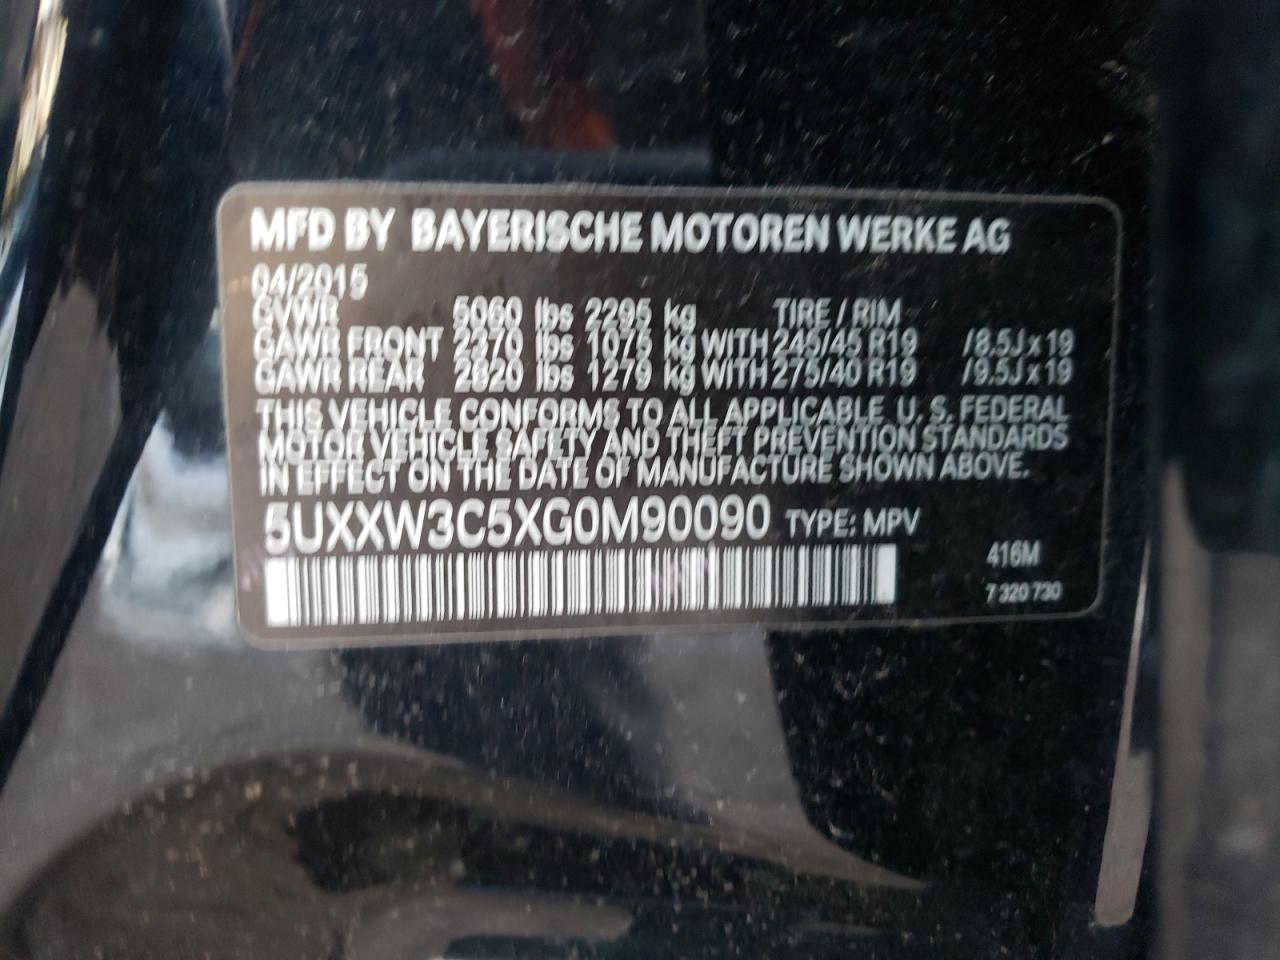 MFD BY BAYERISCHE MOTOREN WERKE AG
04/2015
GVWR 5060 lbs 2295 kg TIRE / RIM
GAWR FRONT 2370 lbs 1075 kg WITH 245/45 R19 /8.5J x 19
GAWR REAR 2820 lbs 1279 kg WITH 275/40 R19 /9.5J x 19
THIS VEHICLE CONFORMS TO ALL APPLICABLE U. S. FEDERAL
MOTOR VEHICLE SAFETY AND THEFT PREVENTION STANDARDS
IN EFFECT ON THE DATE OF MANUFACTURE SHOWN ABOVE.
5UXXW3C5XG0M90090 TYPE: MPV
416M
7 320 730